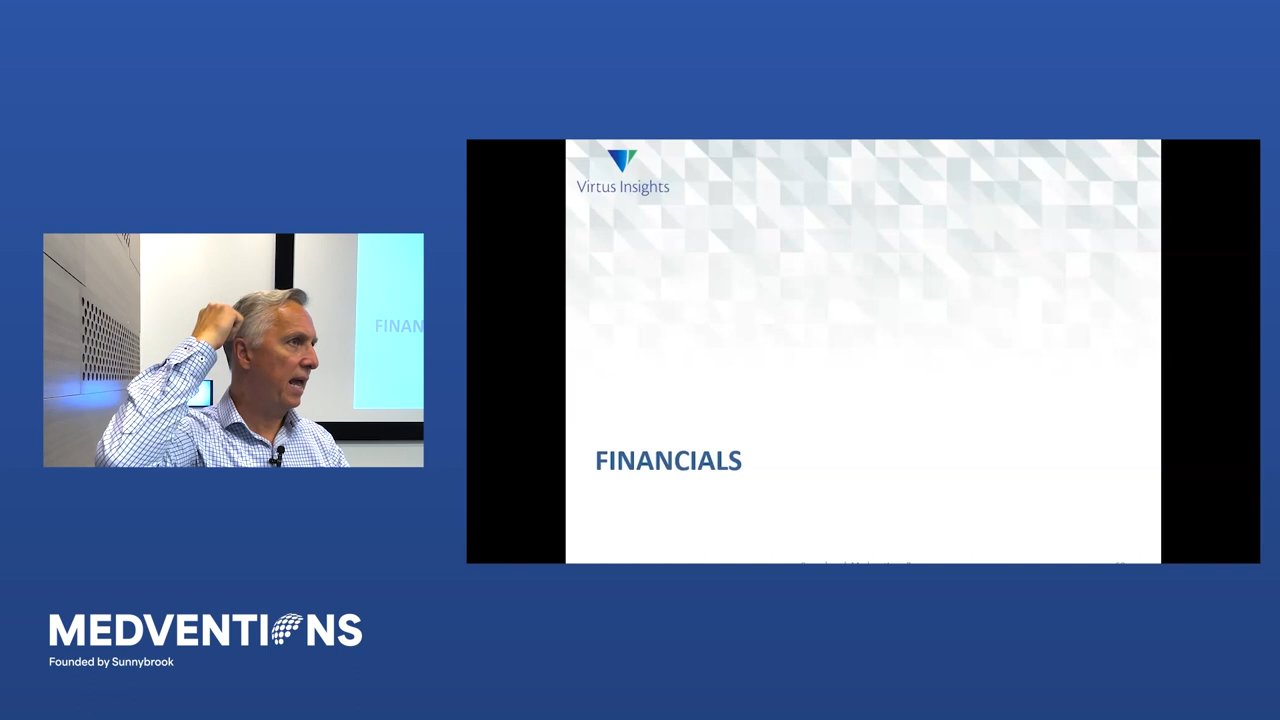 Virtus Insights
FINAN
FINANCIALS
MEDVENTIONS
Founded by Sunnybrook